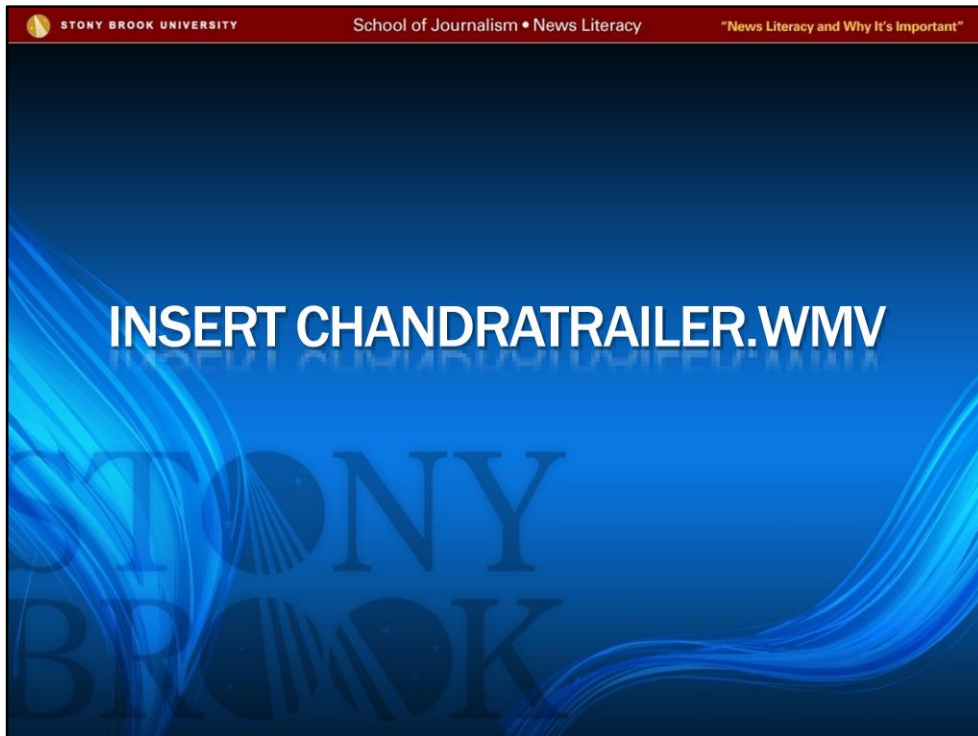 STONY BROOK UNIVERSITY
School of Journalism • News Literacy
"News Literacy and Why It's Important"
INSERT CHANDRATRAILER.WMV
STONY
BROOK